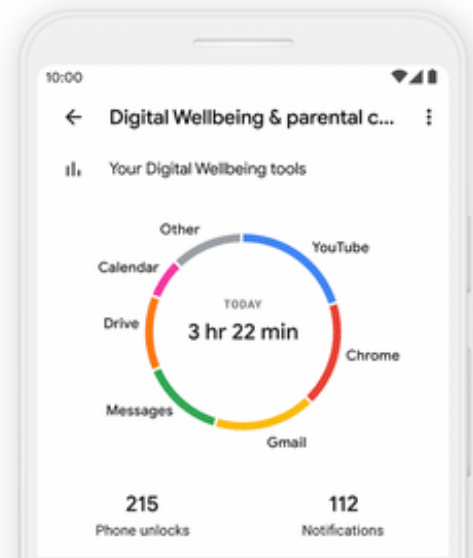 10:00
Digital Wellbeing & parental c...
Your Digital Wellbeing tools
Other
YouTube
Calendar
TODAY
Drive
3 hr 22 min
Chrome
Messages
Gmail
215
112
Phone unlocks
Notifications